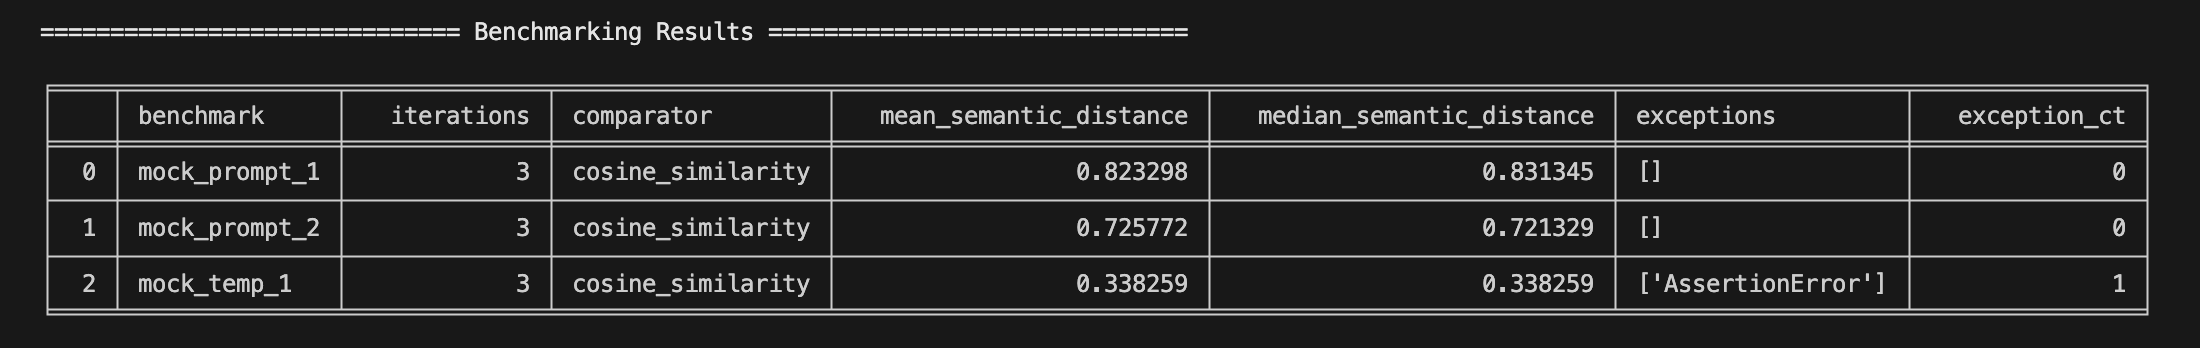 ============================== Benchmarking Results ==============================
benchmark iterations comparator mean_semantic_distance median_semantic_distance exceptions exception_ct
0 mock_prompt_1 3 cosine_similarity 0.823298 0.831345 [] 0
1 mock_prompt_2 3 cosine_similarity 0.725772 0.721329 [] 0
2 mock_temp_1 3 cosine_similarity 0.338259 0.338259 ['AssertionError'] 1